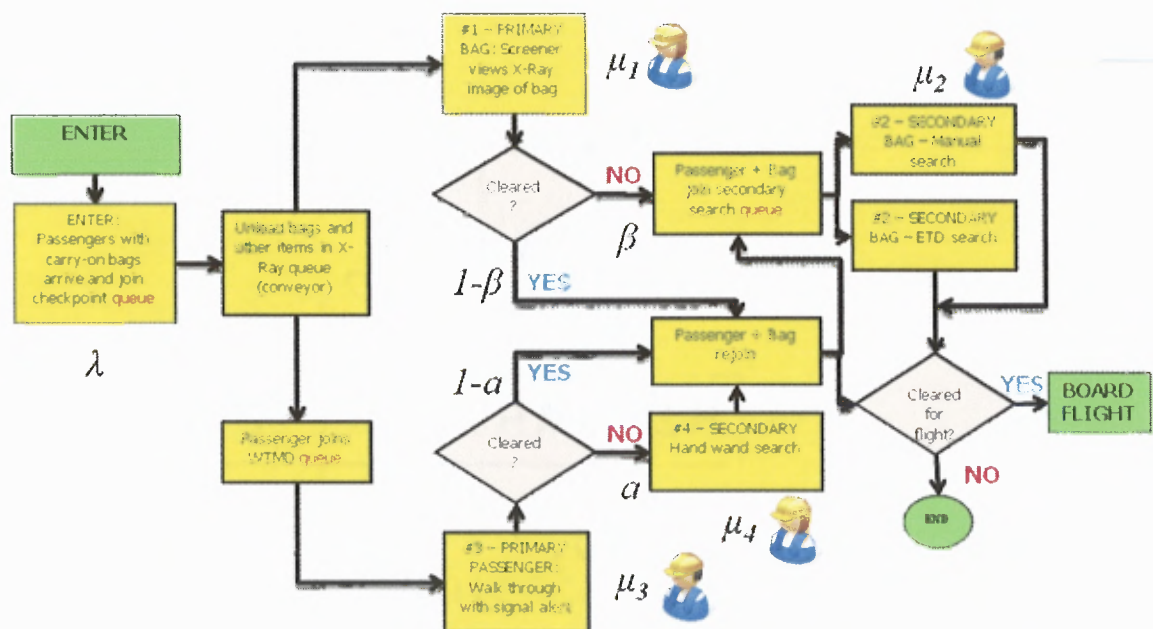 ENTER
ENTER:
Passengers with
carry-on bags
arrive and join
checkpoint queue
λ
Unload bags and
other items in X-
Ray queue
(conveyor)
#1 – PRIMARY
BAG: Screener
views X-Ray
image of bag
μ1
Cleared
?
NO
β
1-β
YES
Passenger + Bag
join secondary
search queue
#2 – SECONDARY
BAG – Manual
search
μ2
#2 – SECONDARY
BAG – ETD search
Passenger + Bag
rejoin
1-α
YES
Cleared
?
NO
α
#4 – SECONDARY
Hand wand search
μ4
Passenger joins
WTMD queue
#3 – PRIMARY
PASSENGER:
Walk through
with signal alert
μ3
Cleared
for
flight?
YES
BOARD
FLIGHT
NO
END